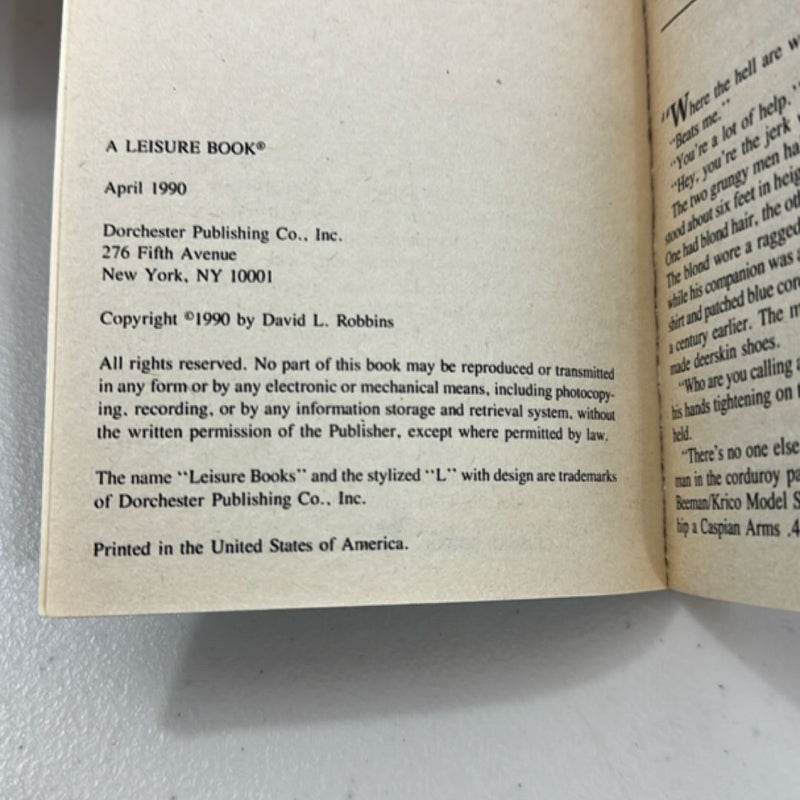 A LEISURE BOOK®
April 1990
Dorchester Publishing Co., Inc.
276 Fifth Avenue
New York, NY 10001
Copyright ©1990 by David L. Robbins
All rights reserved. No part of this book may be reproduced or transmitted
in any form or by any electronic or mechanical means, including photocopy-
ing, recording, or by any information storage and retrieval system, without
the written permission of the Publisher, except where permitted by law.
The name "Leisure Books" and the stylized "L" with design are trademarks
of Dorchester Publishing Co., Inc.
Printed in the United States of America.
"Where the hell are
"Beats me."
"You're a lot of help."
"Hey, you're the jerk
The two grungy men
stood about six feet in
One had blond hair, the
The blond wore a ragged
while his companion was
shirt and patched blue
a century earlier. The
made deerskin shoes.
"Who are you calling
his hands tightening on
held.
"There's no one else
man in the corduroy
Beeman/Krico Model
hip a Caspian Arms